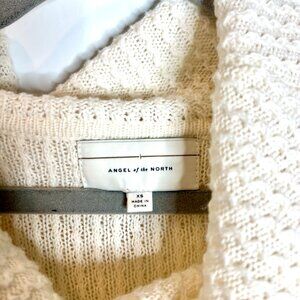 ANGEL of the NORTH
XS
MADE IN
CHINA